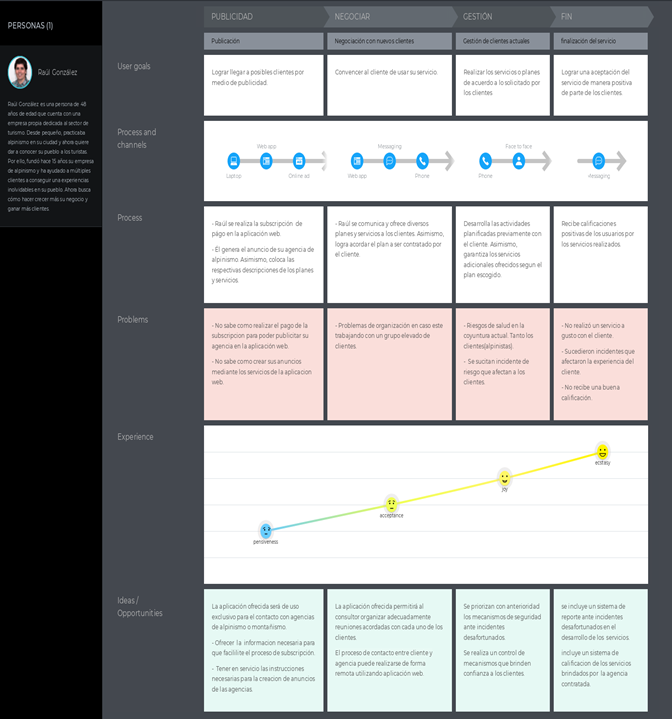 PERSONAS (1)
Raúl González
Raúl González es una persona de 48
años de edad que cuenta con una
empresa propia dedicada al sector de
turismo. Desde pequeño, practicaba
alpinismo en su ciudad y ahora quiere
dar a conocer su pueblo a los turistas.
Por ello, fundó hace 15 años su empresa
de alpinismo y ha ayudado a múltiples
clientes a conseguir una experiencias
inolvidables en su pueblo. Ahora busca
cómo hacer crecer más su negocio y
ganar más clientes.
PUBLICIDAD
NEGOCIAR
GESTIÓN
FIN
Publicación
Negociación con nuevos clientes
Gestión de clientes actuales
finalización del servicio
User goals
Lograr llegar a posibles clientes por
medio de publicidad.
Convencer al cliente de usar su servicio
Realizar los servicios o planes
de acuerdo a lo solicitado por
los clientes
Lograr una aceptación del
servicio de manera positiva
de parte de los clientes
Process and
channels
Web app
Laptop
Online ad
Messaging
Web app
Phone
Face to face
Phone
Messaging
Process
- Raúl se realiza la subscripción de
págo en la aplicación web.
- Él genera el anuncio de su agencia de
alpinismo. Asimismo, coloca las
respectivas descripciones de los planes
y servicios.
- Raúl se comunica y ofrece diversos
planes y servicios a los clientes. Asimismo,
logra acordar el plan a ser contratado por
el cliente.
Desarrolla las actividades
planificadas previamente con
el cliente. Asimismo,
garantiza los servicios
adicionales ofrecidos segun el
plan escogido.
Recibe calificaciones
positivas de los usuarios por
los servicios realizados.
Problems
- No sabe como realizar el pago de la
subscripcion para poder publicitar su
agencia en la aplicación web.
- No sabe como crear sus anuncios
mediante los servicios de la aplicacion
web.
- Problemas de organización en caso este
trabajando con un grupo elevado de
clientes.
- Riesgos de salud en la
coyuntura actual. Tanto los
clientes(alpinistas).
- Se sucitan incidente de
riesgo que afectan a los
clientes.
- No realizó un servicio a
gusto con el cliente.
- Sucedieron incidentes que
afectaron la experiencia del
cliente.
- No recibe una buena
calificación.
Experience
ecstasy
joy
acceptance
pensiveness
Ideas /
Opportunities
La aplicación ofrecida será de uso
exclusivo para el contacto con agencias
de alpinismo o montañismo.
- Ofrecer la informacion necesaria para
que facililite el proceso de subscripción.
- Tener en servicio las instrucciones
necesarias para la creacion de anuncios
de las agencias.
La aplicación ofrecida permitirá al
consultor organizar adecuadamente
reuniones acordadas con cada uno de los
clientes.
El proceso de contacto entre cliente y
agencia puede realizarse de forma
remota utilizando aplicación web.
Se priorizan con anterioridad
los mecanismos de seguridad
ante incidentes
desafortunados.
Se realiza un control de
mecanismos que brinden
confianza a los clientes.
se incluye un sistema de
reporte ante incidentes
desafortunados en el
desarrollo de los servicios.
incluye un sistema de
calificacion de los servicios
brindados por la agencia
contratada.